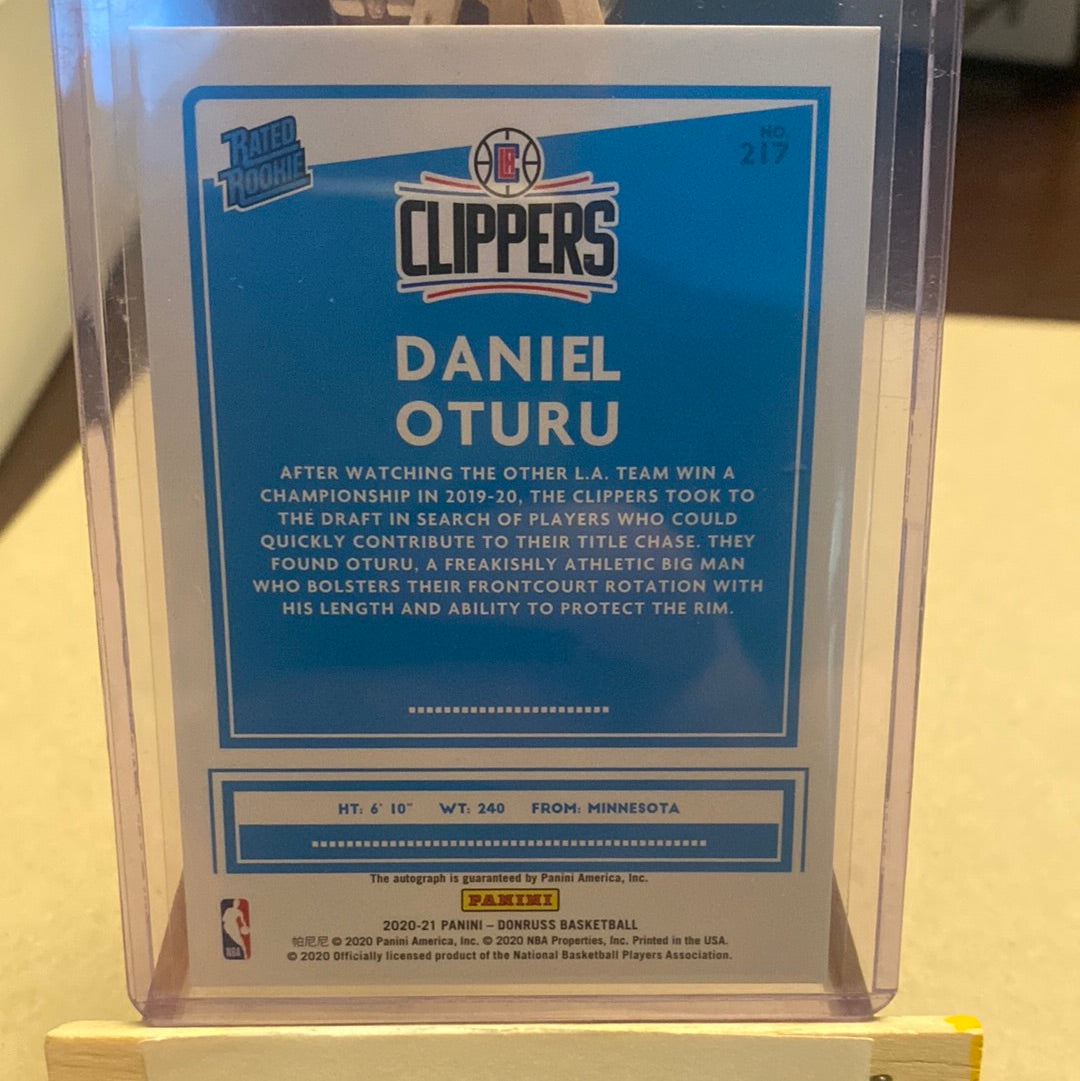 RATED
ROOKIE
NO.
217
LAC
CLIPPERS
DANIEL
OTURU
AFTER WATCHING THE OTHER L.A. TEAM WIN A
CHAMPIONSHIP IN 2019-20, THE CLIPPERS TOOK TO
THE DRAFT IN SEARCH OF PLAYERS WHO COULD
QUICKLY CONTRIBUTE TO THEIR TITLE CHASE. THEY
FOUND OTURU, A FREAKISHLY ATHLETIC BIG MAN
WHO BOLSTERS THEIR FRONTCOURT ROTATION WITH
HIS LENGTH AND ABILITY TO PROTECT THE RIM.
HT: 6' 10" WT: 240 FROM: MINNESOTA
The autograph is guaranteed by Panini America, Inc.
PANINI
2020-21 PANINI – DONRUSS BASKETBALL
帕尼尼 © 2020 Panini America, Inc. © 2020 NBA Properties, Inc. Printed in the USA.
© 2020 Officially licensed product of the National Basketball Players Association.
NBA